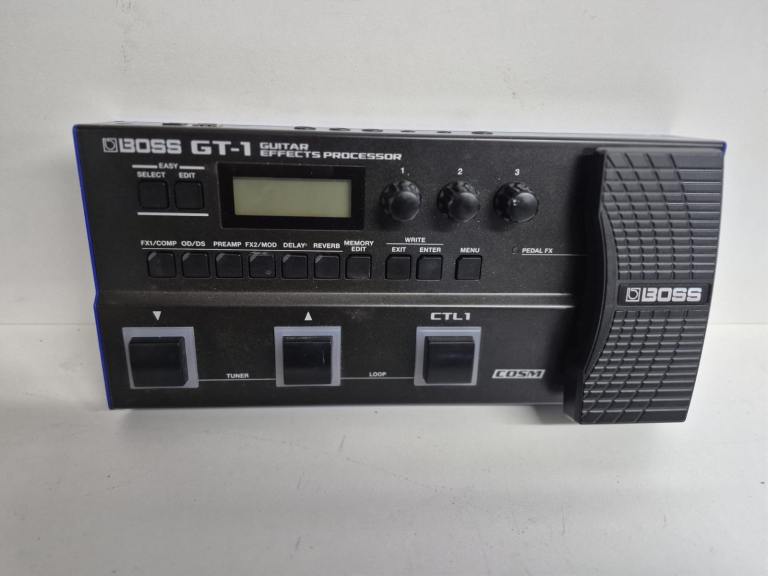 BOSS GT-1 GUITAR
EFFECTS PROCESSOR
EASY
SELECT EDIT
1 2 3
FX1/COMP OD/DS PREAMP FX2/MOD DELAY REVERB MEMORY
EDIT
WRITE
EXIT ENTER
MENU
PEDAL FX
BOSS
▼ ▲ CTL1
TUNER LOOP
COSM